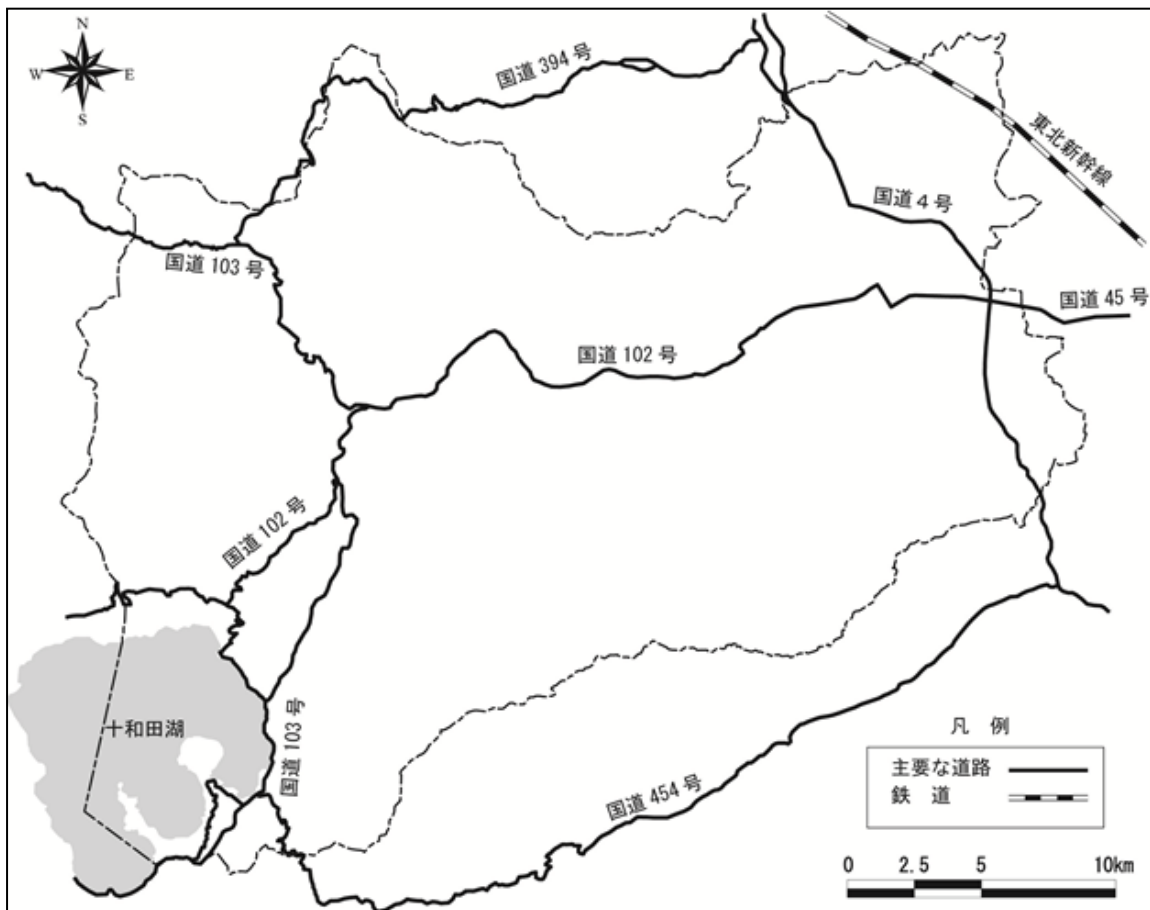 N
W
E
S
国道 394 号
東北新幹線
国道 4 号
国道 103 号
国道 45 号
国道 102 号
国道 102 号
十和田湖
国道 103 号
国道 454 号
凡 例
主要な道路
鉄 道
0 2.5 5 10km